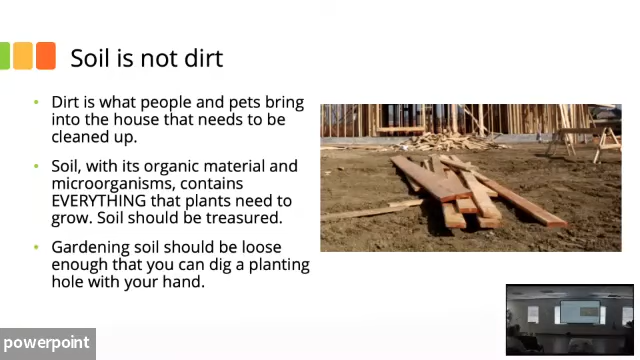 Soil is not dirt
• Dirt is what people and pets bring
into the house that needs to be
cleaned up.
• Soil, with its organic material and
microorganisms, contains
EVERYTHING that plants need to
grow. Soil should be treasured.
• Gardening soil should be loose
enough that you can dig a planting
hole with your hand.
powerpoint